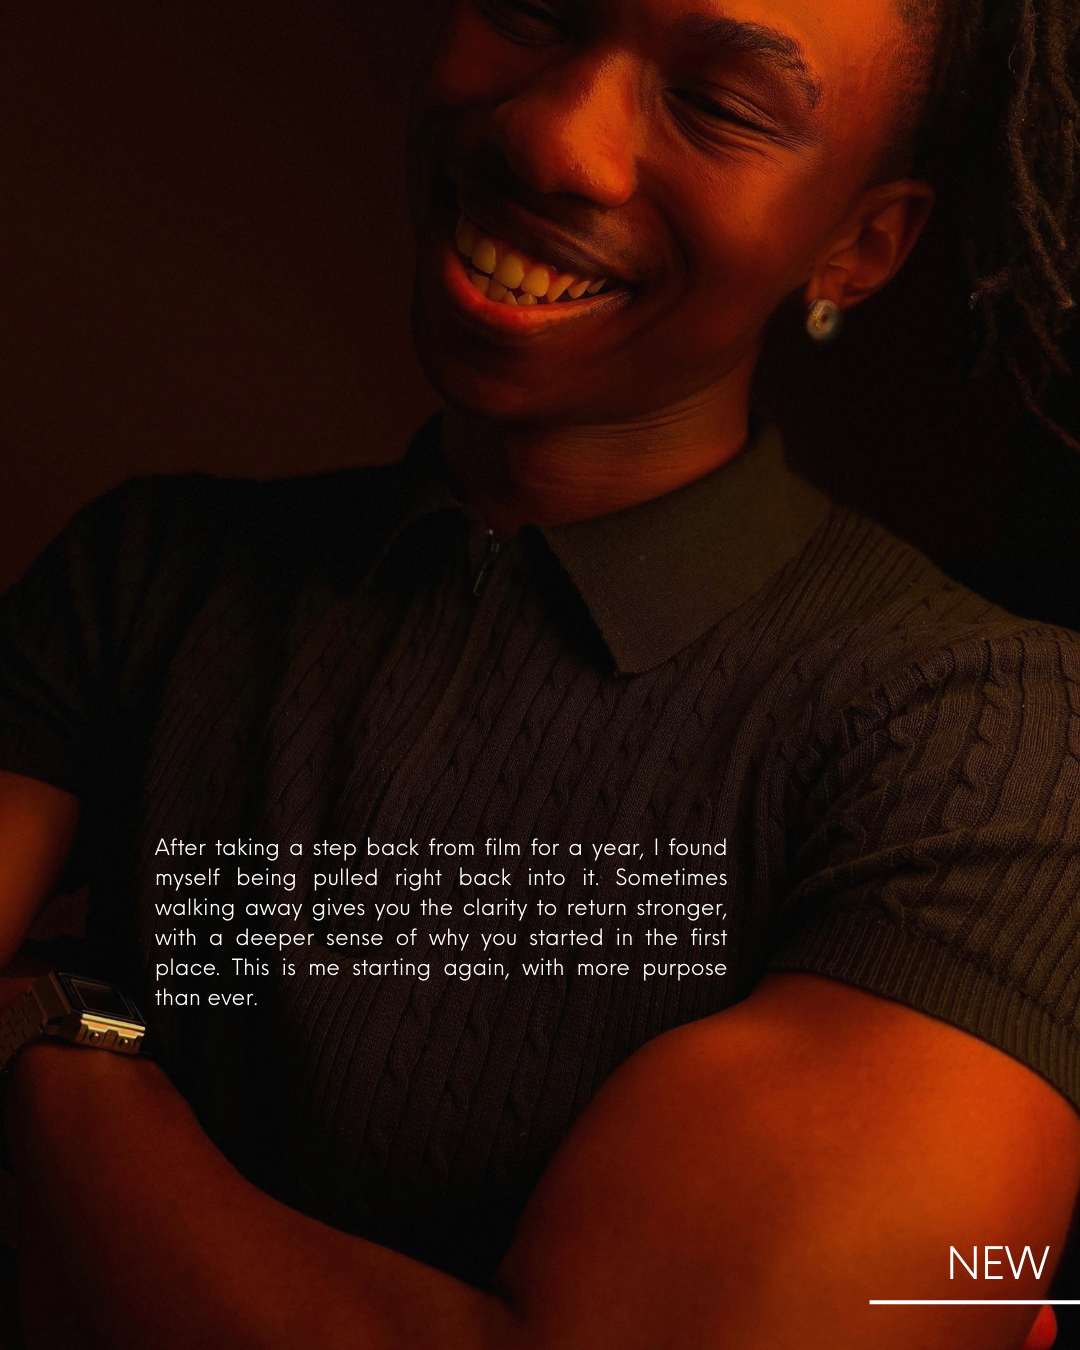 After taking a step back from film for a year, I found
myself being pulled right back into it. Sometimes
walking away gives you the clarity to return stronger,
with a deeper sense of why you started in the first
place. This is me starting again, with more purpose
than ever.
NEW